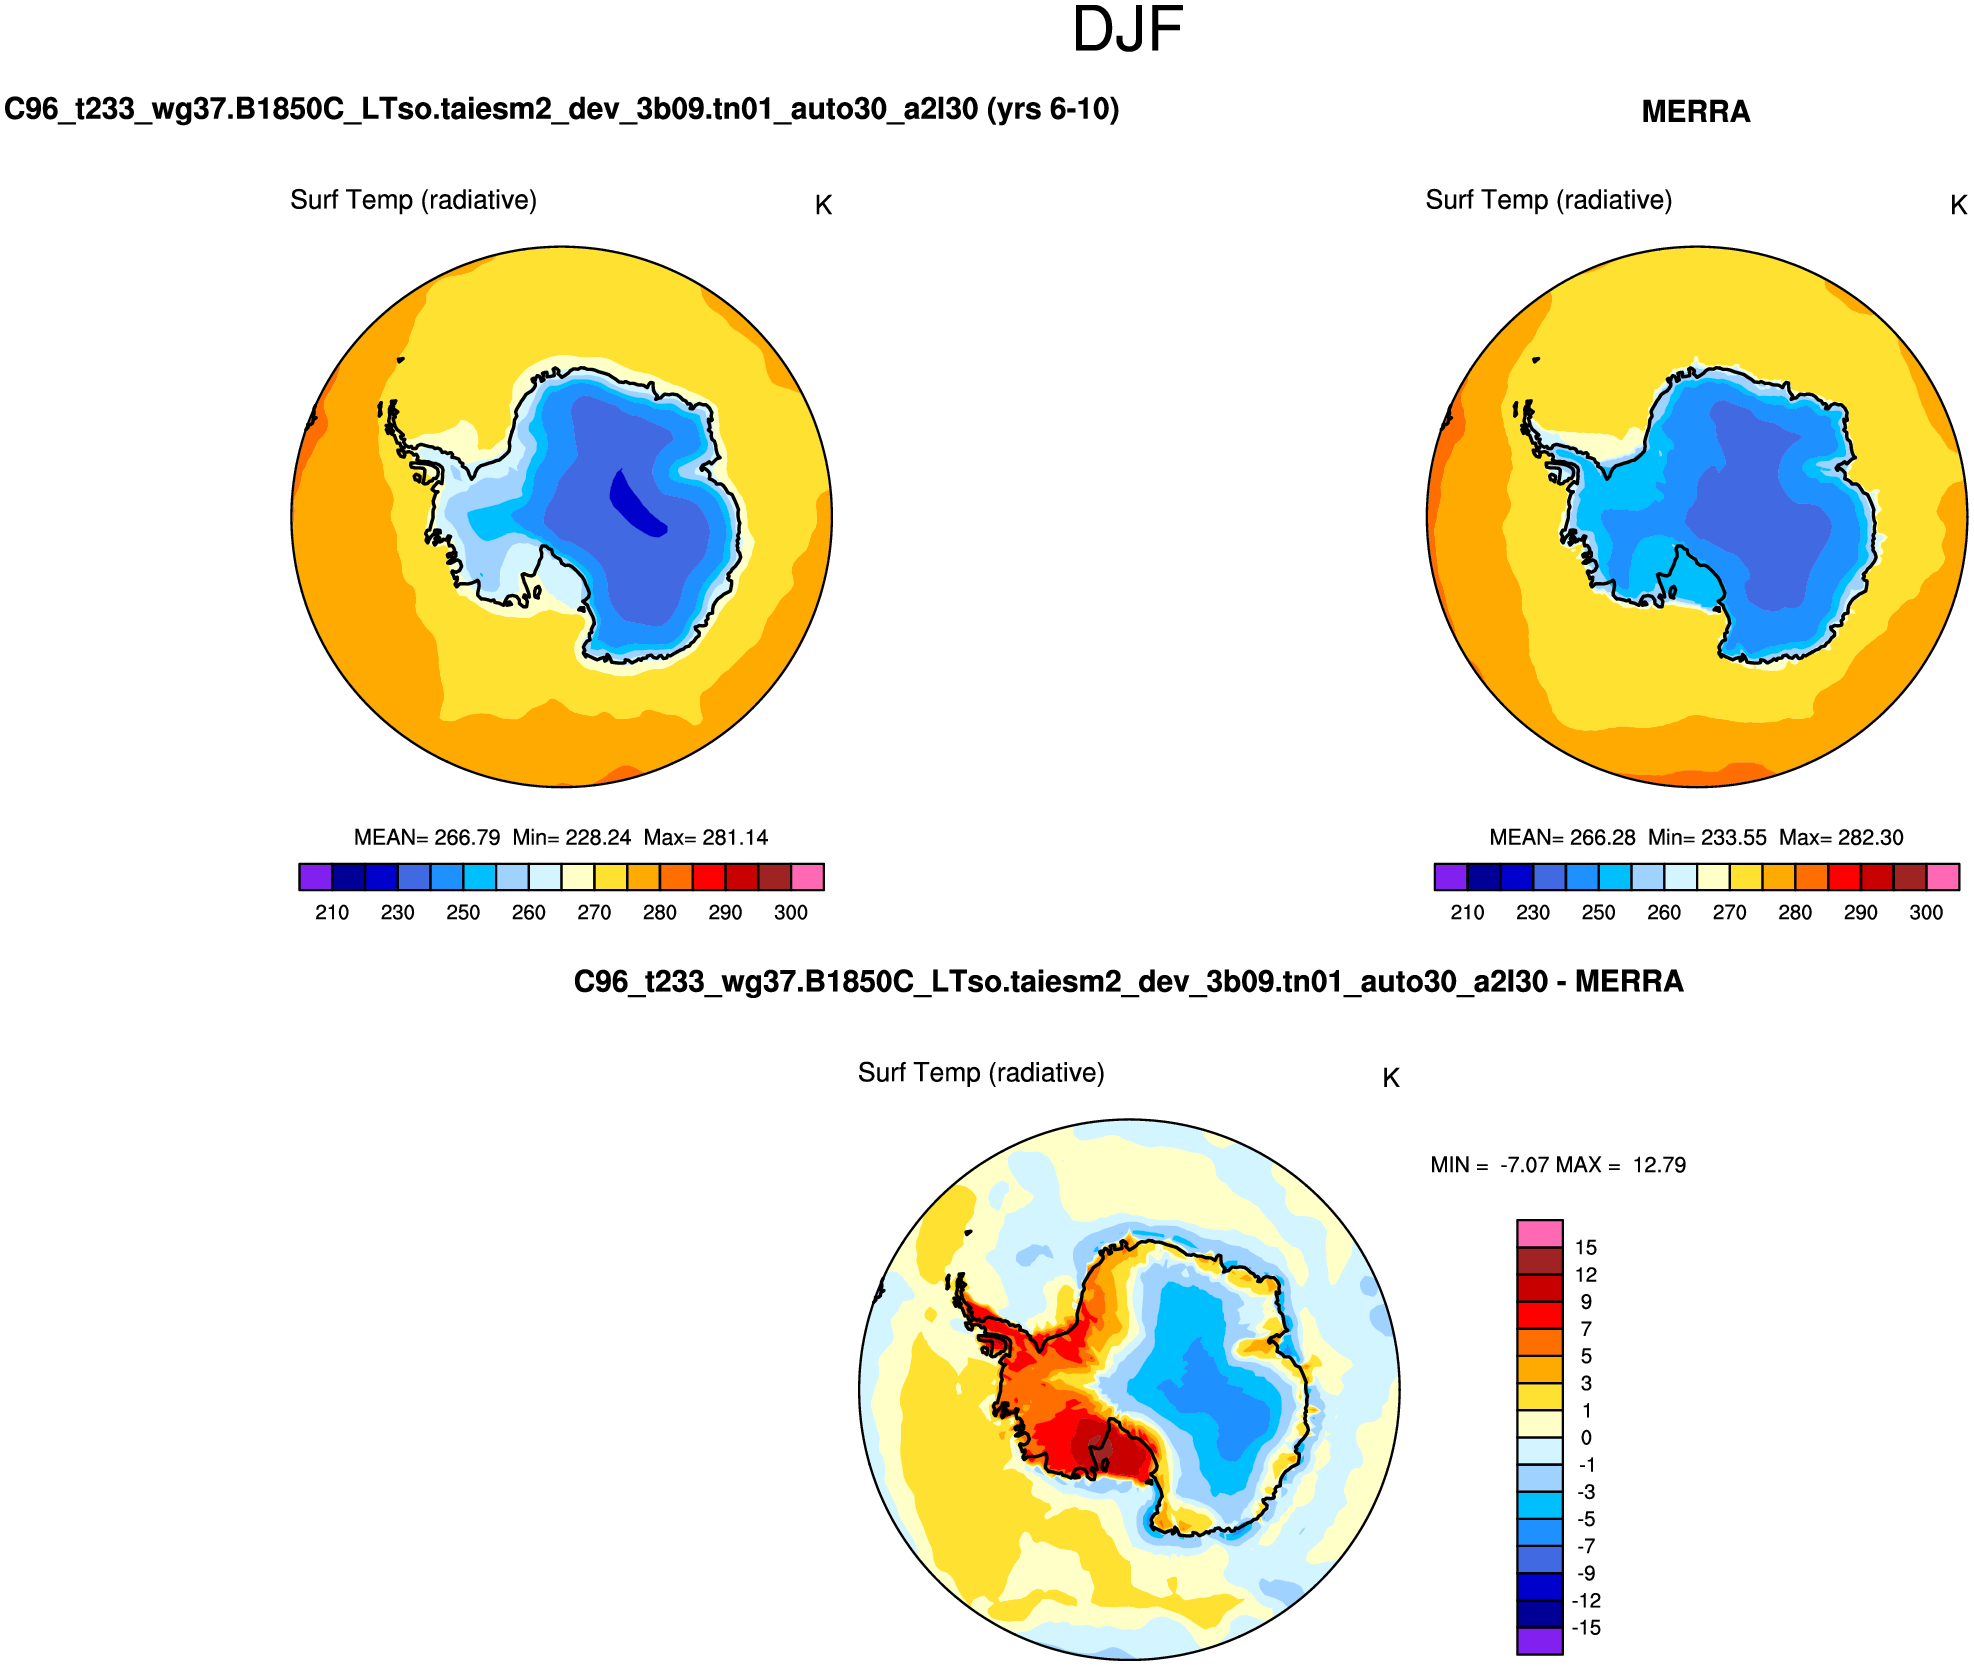 DJF
C96_t233_wg37.B1850C_LTso.taiesm2_dev_3b09.tn01_auto30_a2l30 (yrs 6-10)
MERRA
Surf Temp (radiative) K
Surf Temp (radiative) K
MEAN= 266.79 Min= 228.24 Max= 281.14
MEAN= 266.28 Min= 233.55 Max= 282.30
210 230 250 260 270 280 290 300
210 230 250 260 270 280 290 300
C96_t233_wg37.B1850C_LTso.taiesm2_dev_3b09.tn01_auto30_a2l30 - MERRA
Surf Temp (radiative) K
MIN = -7.07 MAX = 12.79
15
12
9
7
5
3
1
0
-1
-3
-5
-7
-9
-12
-15